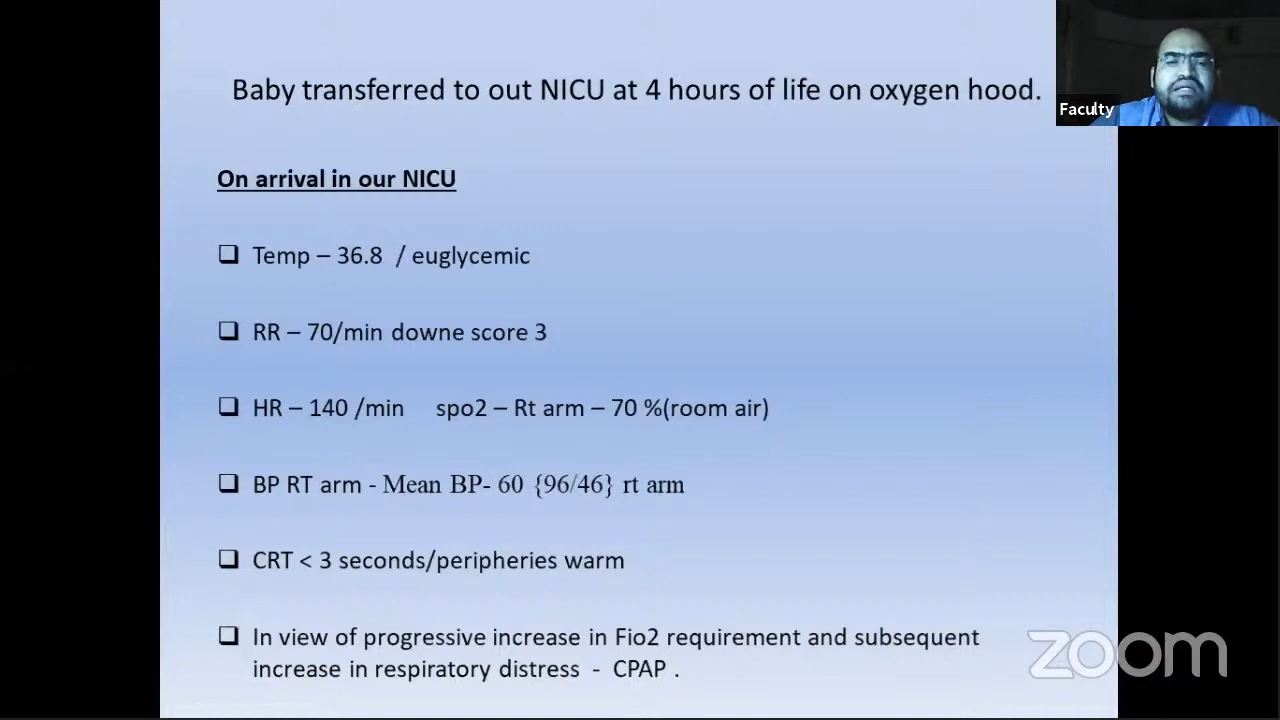 Baby transferred to out NICU at 4 hours of life on oxygen hood.
Faculty
On arrival in our NICU
Temp – 36.8 / euglycemic
RR – 70/min downe score 3
HR – 140 /min spo2 – Rt arm – 70 %(room air)
BP RT arm - Mean BP- 60 {96/46} rt arm
CRT < 3 seconds/peripheries warm
In view of progressive increase in Fio2 requirement and subsequent
increase in respiratory distress - CPAP .
zoom